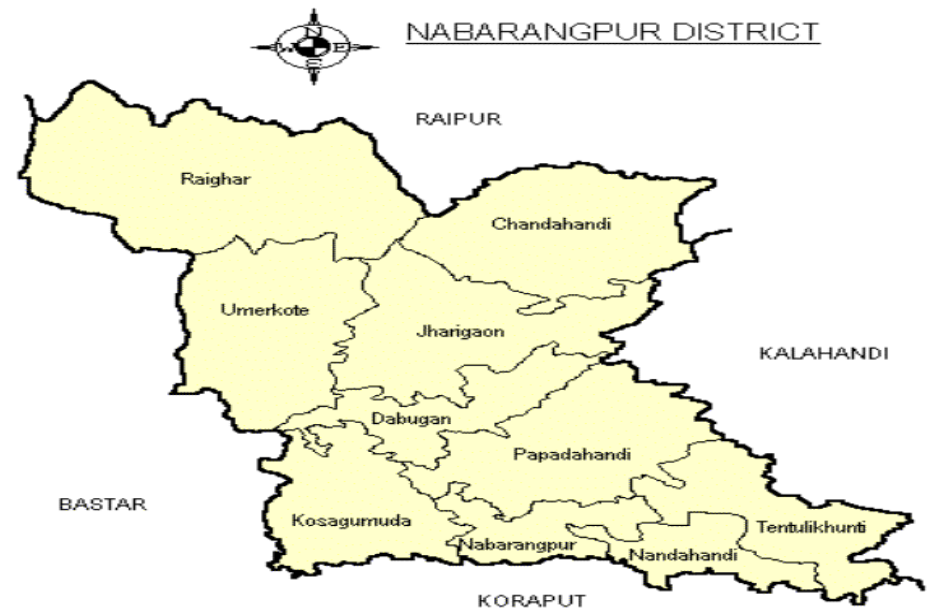 NABARANGPUR DISTRICT
N
W E
S
RAIPUR
Raighar
Chandahandi
Umerkote
Jharigaon
KALAHANDI
Dabugan
Papadahandi
BASTAR
Kosagumuda
Tentulikhunti
Nabarangpur
Nandahandi
KORAPUT